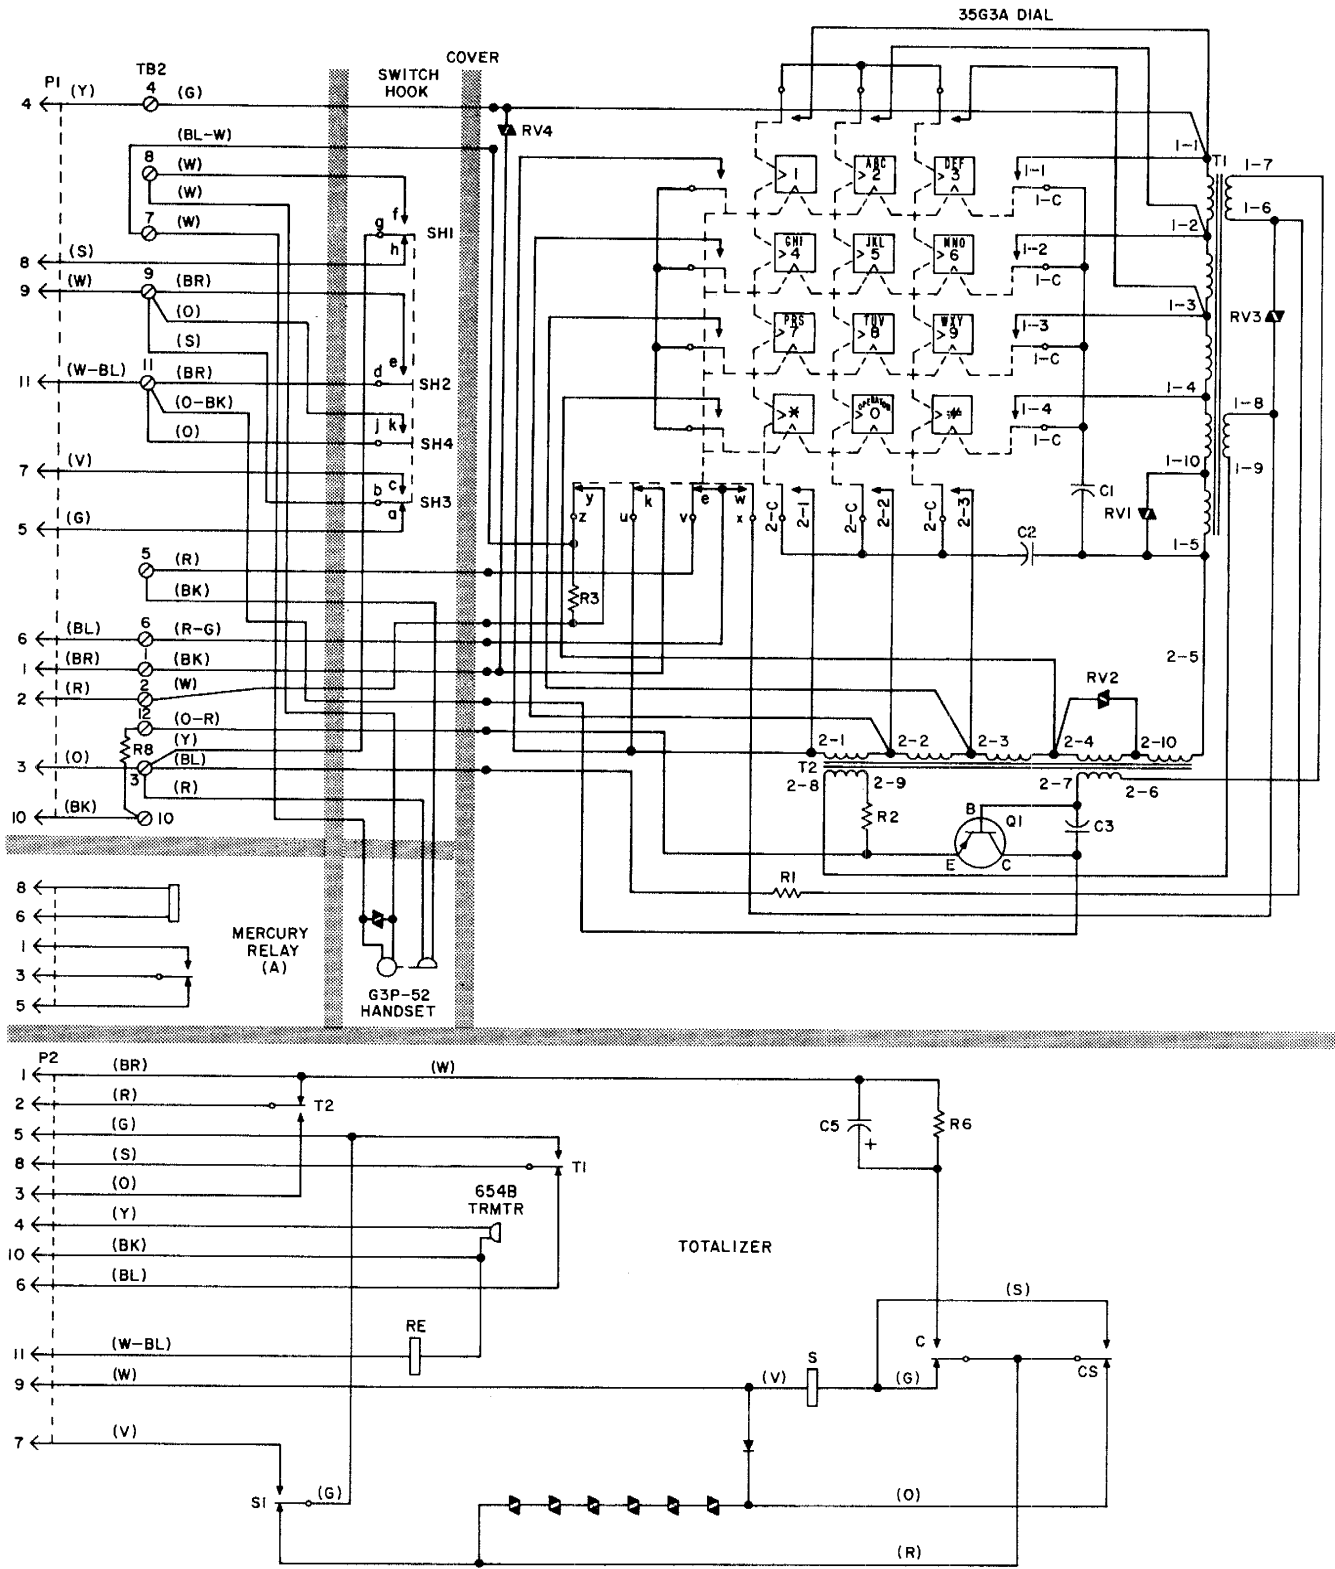 35G3A DIAL
COVER
SWITCH
HOOK
P1
TB2
4
4 (Y) (G)
(BL-W)
RV4
8 (W)
(W)
7 (W)
f
g
SH1
h
8 (S)
9
9 (W) (BR)
(O)
(S)
e
11
11 (W-BL) (BR) d SH2
(O-BK)
(O) j k SH4
7 (V) c
b SH3
a
5 (G)
5 (R)
(BK)
6 (BL) 6 (R-G)
1 (BR) 1 (BK)
2 (R) 2 (W)
12 (O-R)
R8 (Y)
(BL)
3 (O) 3
(R)
10 (BK) 10
1
ABC
2
DEF
3
GHI
4
JKL
5
MNO
6
PRS
7
TUV
8
WXY
9
*
OPERATOR
0
#
1-1
1-C
1-2
1-C
1-3
1-C
1-4
1-C
1-1
T1
1-7
1-6
1-2
1-3
RV3
1-4
1-8
1-10
1-9
C1
RV1
1-5
C2
y
z
k
u
e
v
w
x
2-C
2-1
2-C
2-2
2-C
2-3
R3
2-5
RV2
2-1 2-2 2-3 2-4 2-10
T2
2-8 2-9 2-7 2-6
R2
B Q1 C3
E C
R1
8
6
1
3
5
MERCURY
RELAY
(A)
G3P-52
HANDSET
P2
1 (BR) (W)
2 (R) T2
5 (G)
8 (S) T1
3 (O)
4 (Y)
654B
TRMTR
10 (BK)
6 (BL)
C5
+
R6
TOTALIZER
(S)
RE
11 (W-BL)
C
S
CS
9 (W) (V) (G)
7 (V)
S1 (G)
(O)
(R)